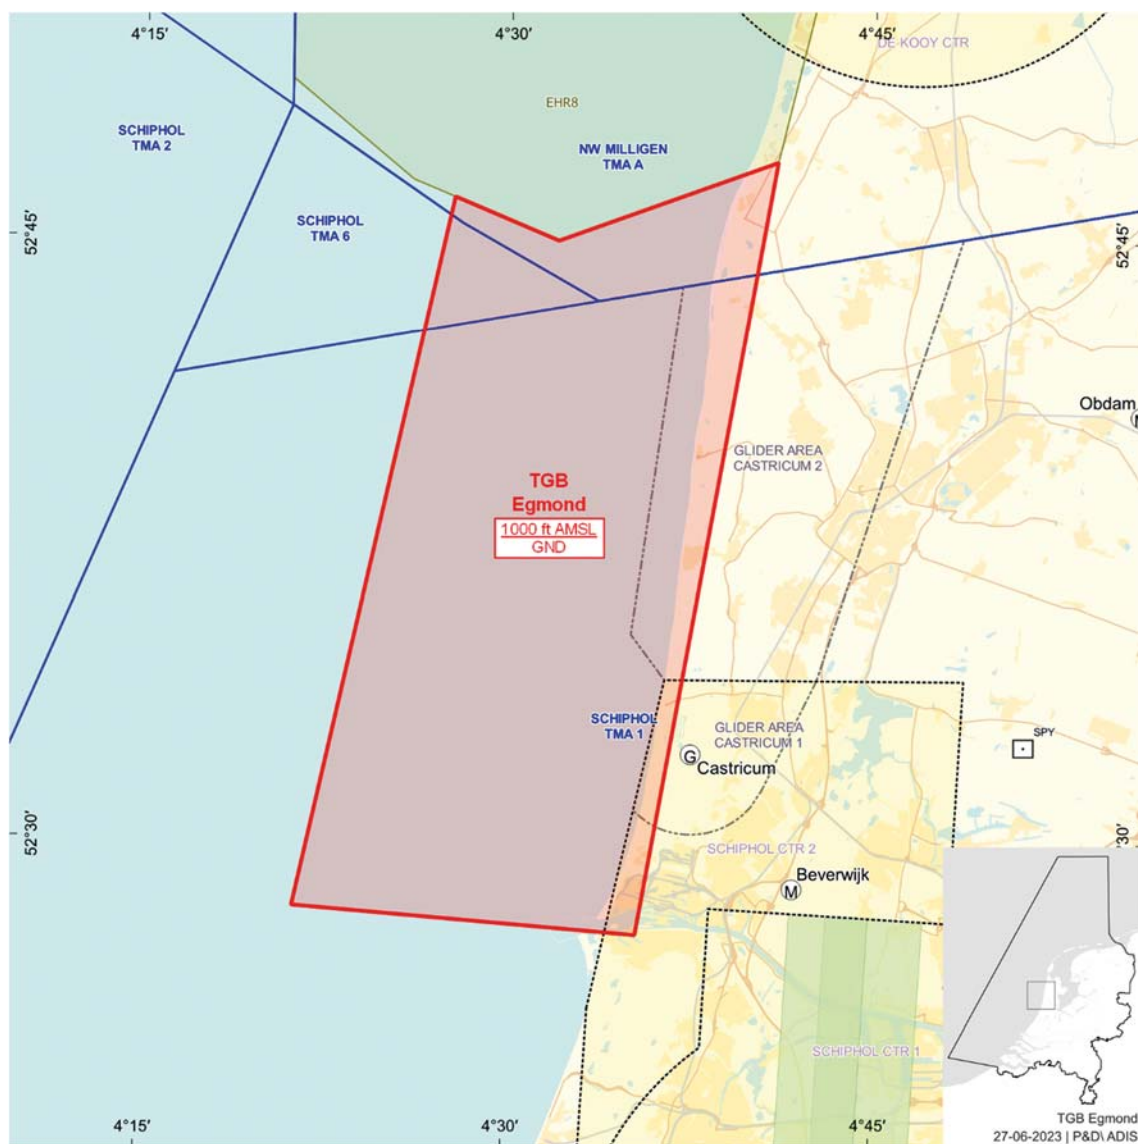 4°15'
4°30'
4°45'
DE KOOY CTR
EHR8
SCHIPHOL
TMA 2
NW MILLIGEN
TMA A
SCHIPHOL
TMA 6
52°45'
52°45'
Obdam
GLIDER AREA
CASTRICUM 2
TGB
Egmond
1000 ft AMSL
GND
SCHIPHOL
TMA 1
GLIDER AREA
CASTRICUM 1
SPY
G
Castricum
52°30'
SCHIPHOL CTR 2
Beverwijk
M
SCHIPHOL CTR 1
4°15'
4°30'
4°45'
TGB Egmond
27-06-2023 | P&D\ ADIS